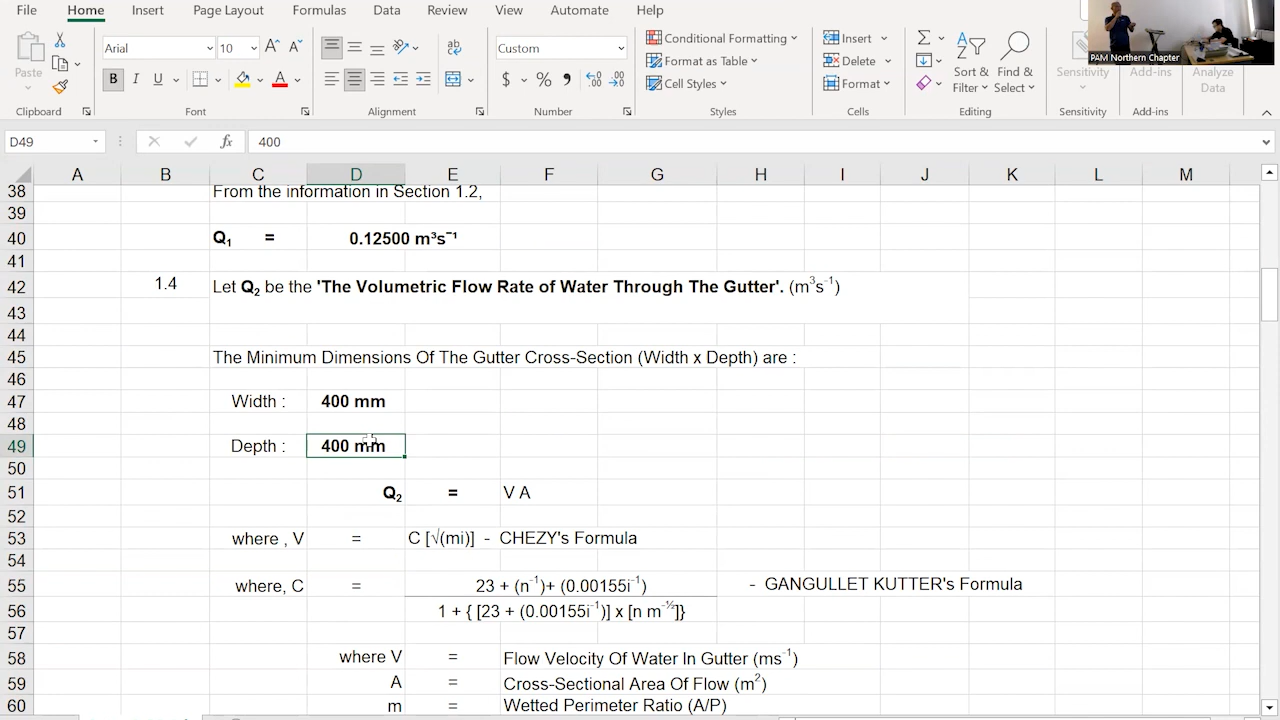 File Home Insert Page Layout Formulas Data Review View Automate Help
Paste
Arial 10
B I U
Custom
$ %
Conditional Formatting
Format as Table
Cell Styles
Insert
Delete
Format
Sort &
Filter
Find &
Select
Sensitivity
Add-ins
Analyze
Data
Clipboard Font Alignment Number Styles Cells Editing Sensitivity Add-ins
PAM Northern Chapter
D49 fx 400
A B C D E F G H I J K L M
38 From the information in Section 1.2,
39
40 Q₁ = 0.12500 m³s⁻¹
41
42 1.4 Let Q₂ be the 'The Volumetric Flow Rate of Water Through The Gutter'. (m³s⁻¹)
43
44
45 The Minimum Dimensions Of The Gutter Cross-Section (Width x Depth) are :
46
47 Width : 400 mm
48
49 Depth : 400 mm
50
51 Q₂ = V A
52
53 where , V = C [√(mi)] - CHEZY's Formula
54
55 where, C = 23 + (n⁻¹)+ (0.00155i⁻¹) - GANGULLET KUTTER's Formula
56 1 + { [23 + (0.00155i⁻¹)] x [n m⁻½]}
57
58 where V = Flow Velocity Of Water In Gutter (ms⁻¹)
59 A = Cross-Sectional Area Of Flow (m²)
60 m = Wetted Perimeter Ratio (A/P)